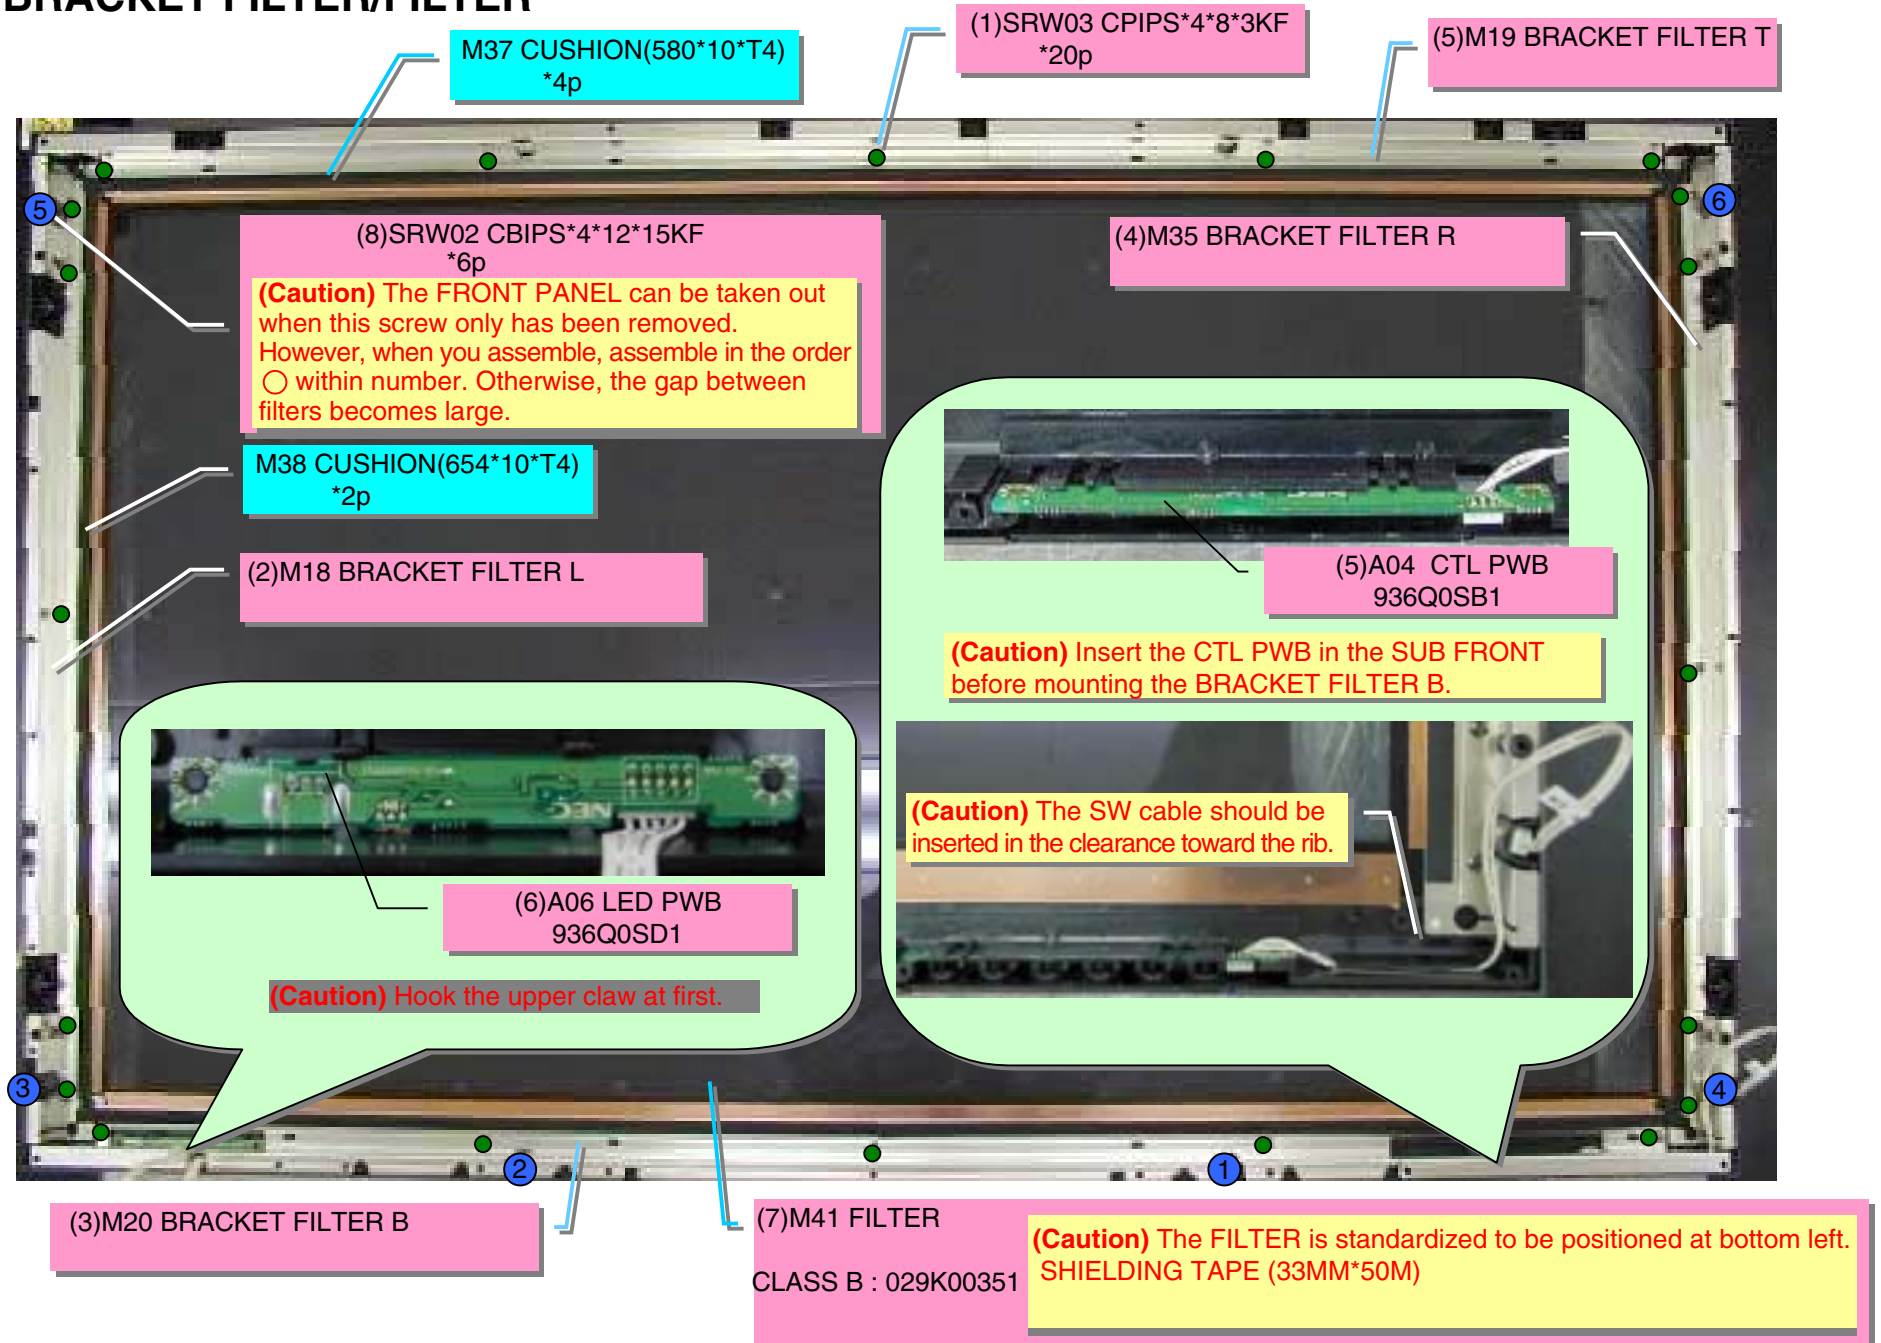 BRACKET FILTER/FILTER
M37 CUSHION(580*10*T4)
*4p
(1)SRW03 CPIPS*4*8*3KF
*20p
(5)M19 BRACKET FILTER T
5
6
(8)SRW02 CBIPS*4*12*15KF
*6p
(Caution) The FRONT PANEL can be taken out
when this screw only has been removed.
However, when you assemble, assemble in the order
◯ within number. Otherwise, the gap between
filters becomes large.
(4)M35 BRACKET FILTER R
M38 CUSHION(654*10*T4)
*2p
(2)M18 BRACKET FILTER L
(5)A04 CTL PWB
936Q0SB1
(Caution) Insert the CTL PWB in the SUB FRONT
before mounting the BRACKET FILTER B.
NEC
(Caution) The SW cable should be
inserted in the clearance toward the rib.
(6)A06 LED PWB
936Q0SD1
(Caution) Hook the upper claw at first.
3
4
2
1
(3)M20 BRACKET FILTER B
(7)M41 FILTER
CLASS B : 029K00351
(Caution) The FILTER is standardized to be positioned at bottom left.
SHIELDING TAPE (33MM*50M)